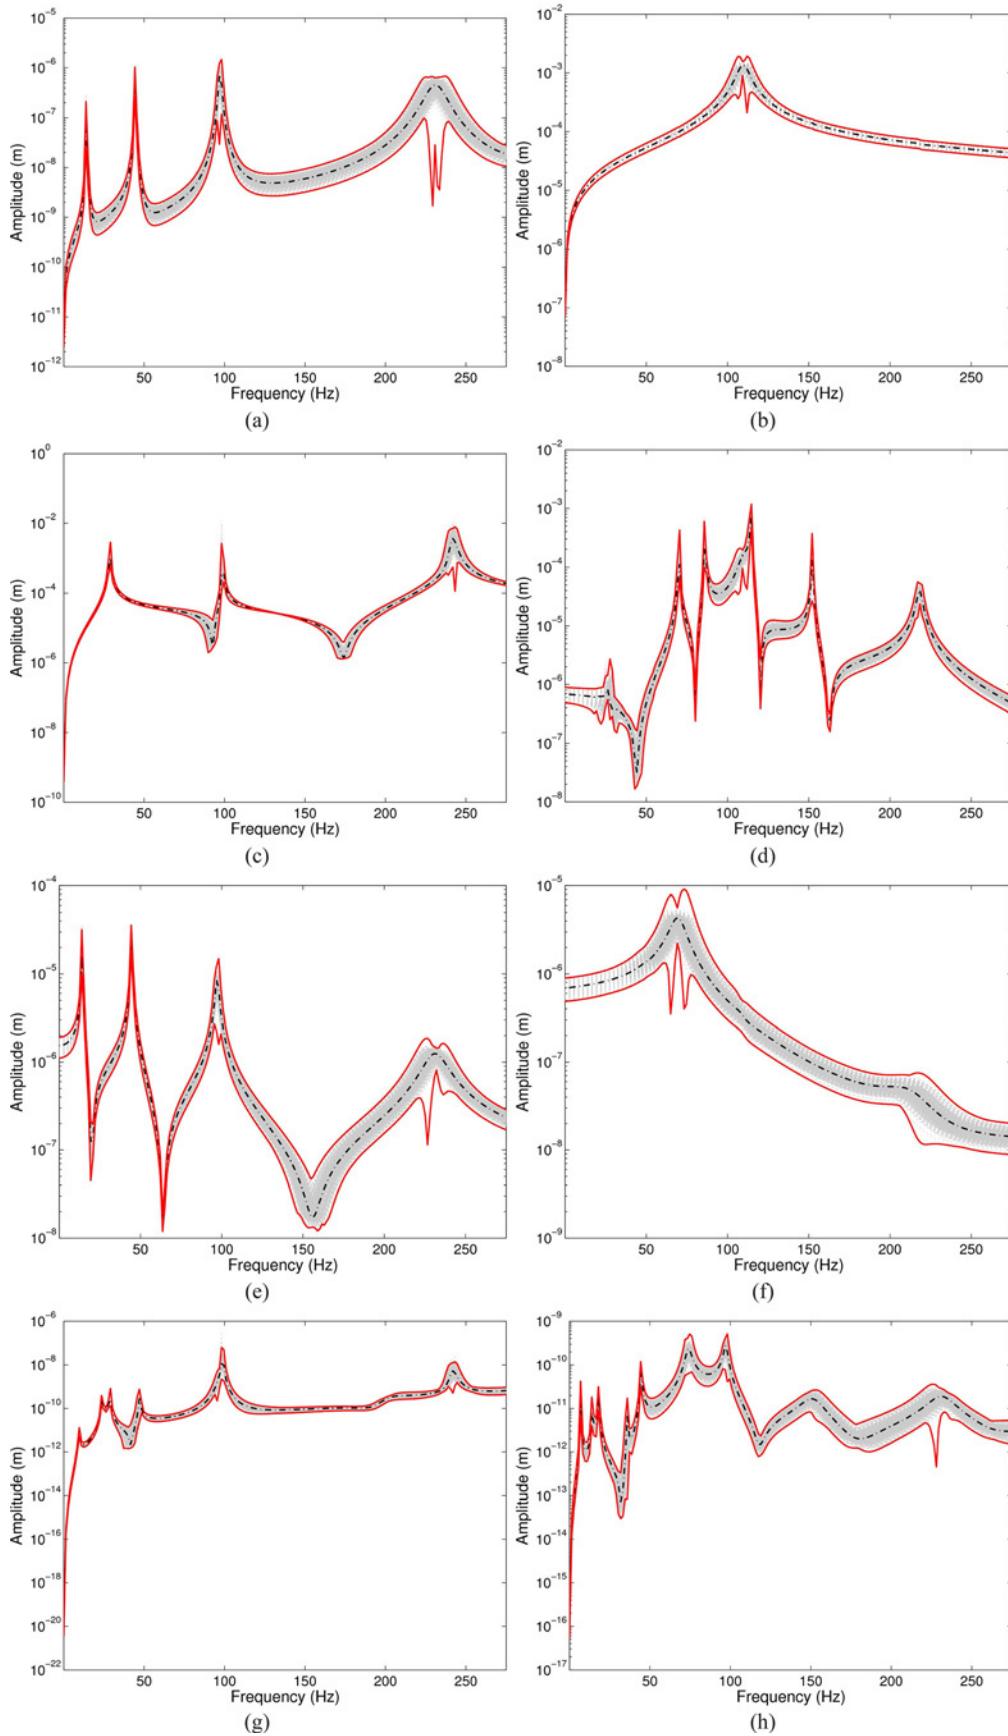 10⁻⁵
10⁻⁶
10⁻⁷
10⁻⁸
10⁻⁹
10⁻¹⁰
10⁻¹¹
10⁻¹²
Amplitude (m)
50 100 150 200 250
Frequency (Hz)
(a)
10⁻²
10⁻³
10⁻⁴
10⁻⁵
10⁻⁶
10⁻⁷
10⁻⁸
Amplitude (m)
50 100 150 200 250
Frequency (Hz)
(b)
10⁰
10⁻²
10⁻⁴
10⁻⁶
10⁻⁸
10⁻¹⁰
Amplitude (m)
50 100 150 200 250
Frequency (Hz)
(c)
10⁻²
10⁻³
10⁻⁴
10⁻⁵
10⁻⁶
10⁻⁷
10⁻⁸
Amplitude (m)
50 100 150 200 250
Frequency (Hz)
(d)
10⁻⁴
10⁻⁵
10⁻⁶
10⁻⁷
10⁻⁸
Amplitude (m)
50 100 150 200 250
Frequency (Hz)
(e)
10⁻⁵
10⁻⁶
10⁻⁷
10⁻⁸
10⁻⁹
Amplitude (m)
50 100 150 200 250
Frequency (Hz)
(f)
10⁻⁶
10⁻⁸
10⁻¹⁰
10⁻¹²
10⁻¹⁴
10⁻¹⁶
10⁻¹⁸
10⁻²⁰
10⁻²²
Amplitude (m)
50 100 150 200 250
Frequency (Hz)
(g)
10⁻⁹
10⁻¹⁰
10⁻¹¹
10⁻¹²
10⁻¹³
10⁻¹⁴
10⁻¹⁵
10⁻¹⁶
10⁻¹⁷
Amplitude (m)
50 100 150 200 250
Frequency (Hz)
(h)